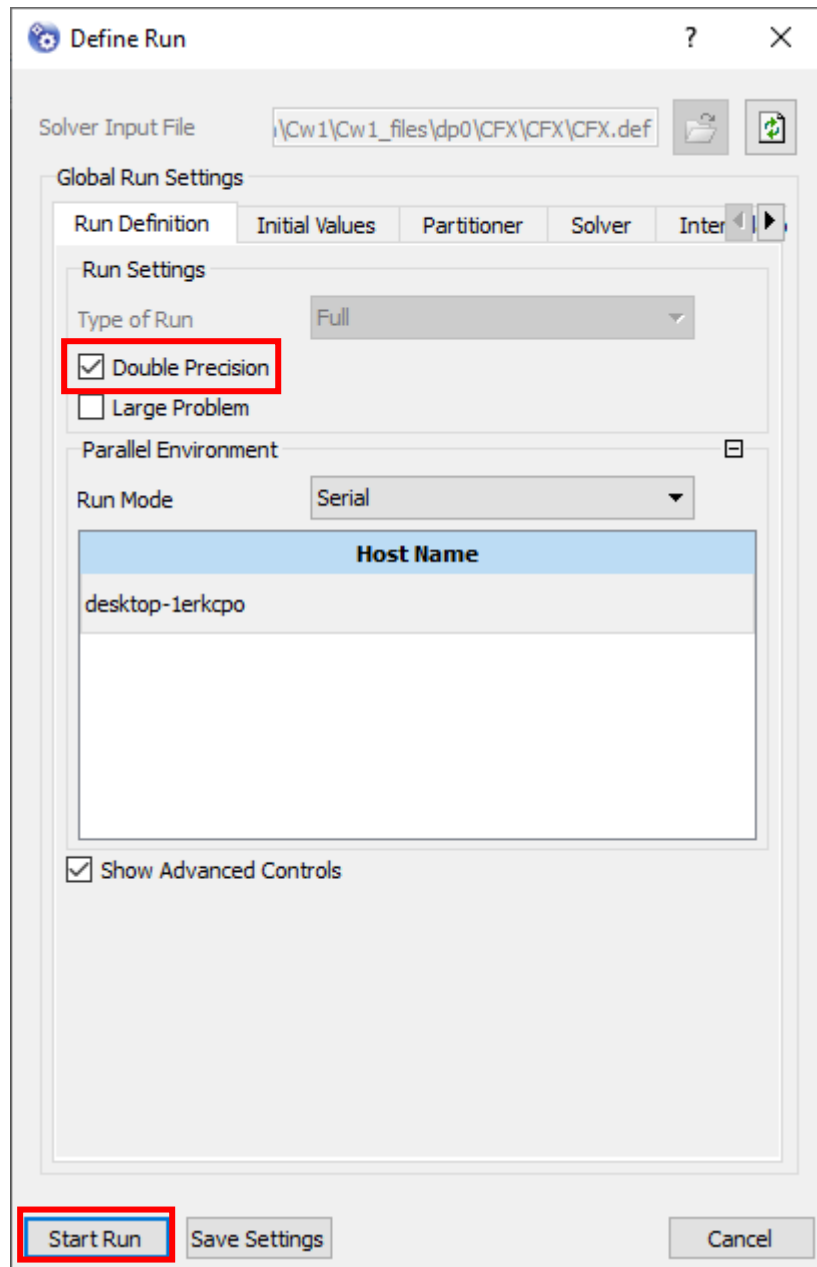 Define Run ?
Solver Input File ı\Cw1\Cw1_files\dp0\CFX\CFX\CFX.def
Global Run Settings
Run Definition Initial Values Partitioner Solver Inter
Run Settings
Type of Run Full
Double Precision
Large Problem
Parallel Environment
Run Mode Serial
Host Name
desktop-1erkcpo
Show Advanced Controls
Start Run Save Settings Cancel